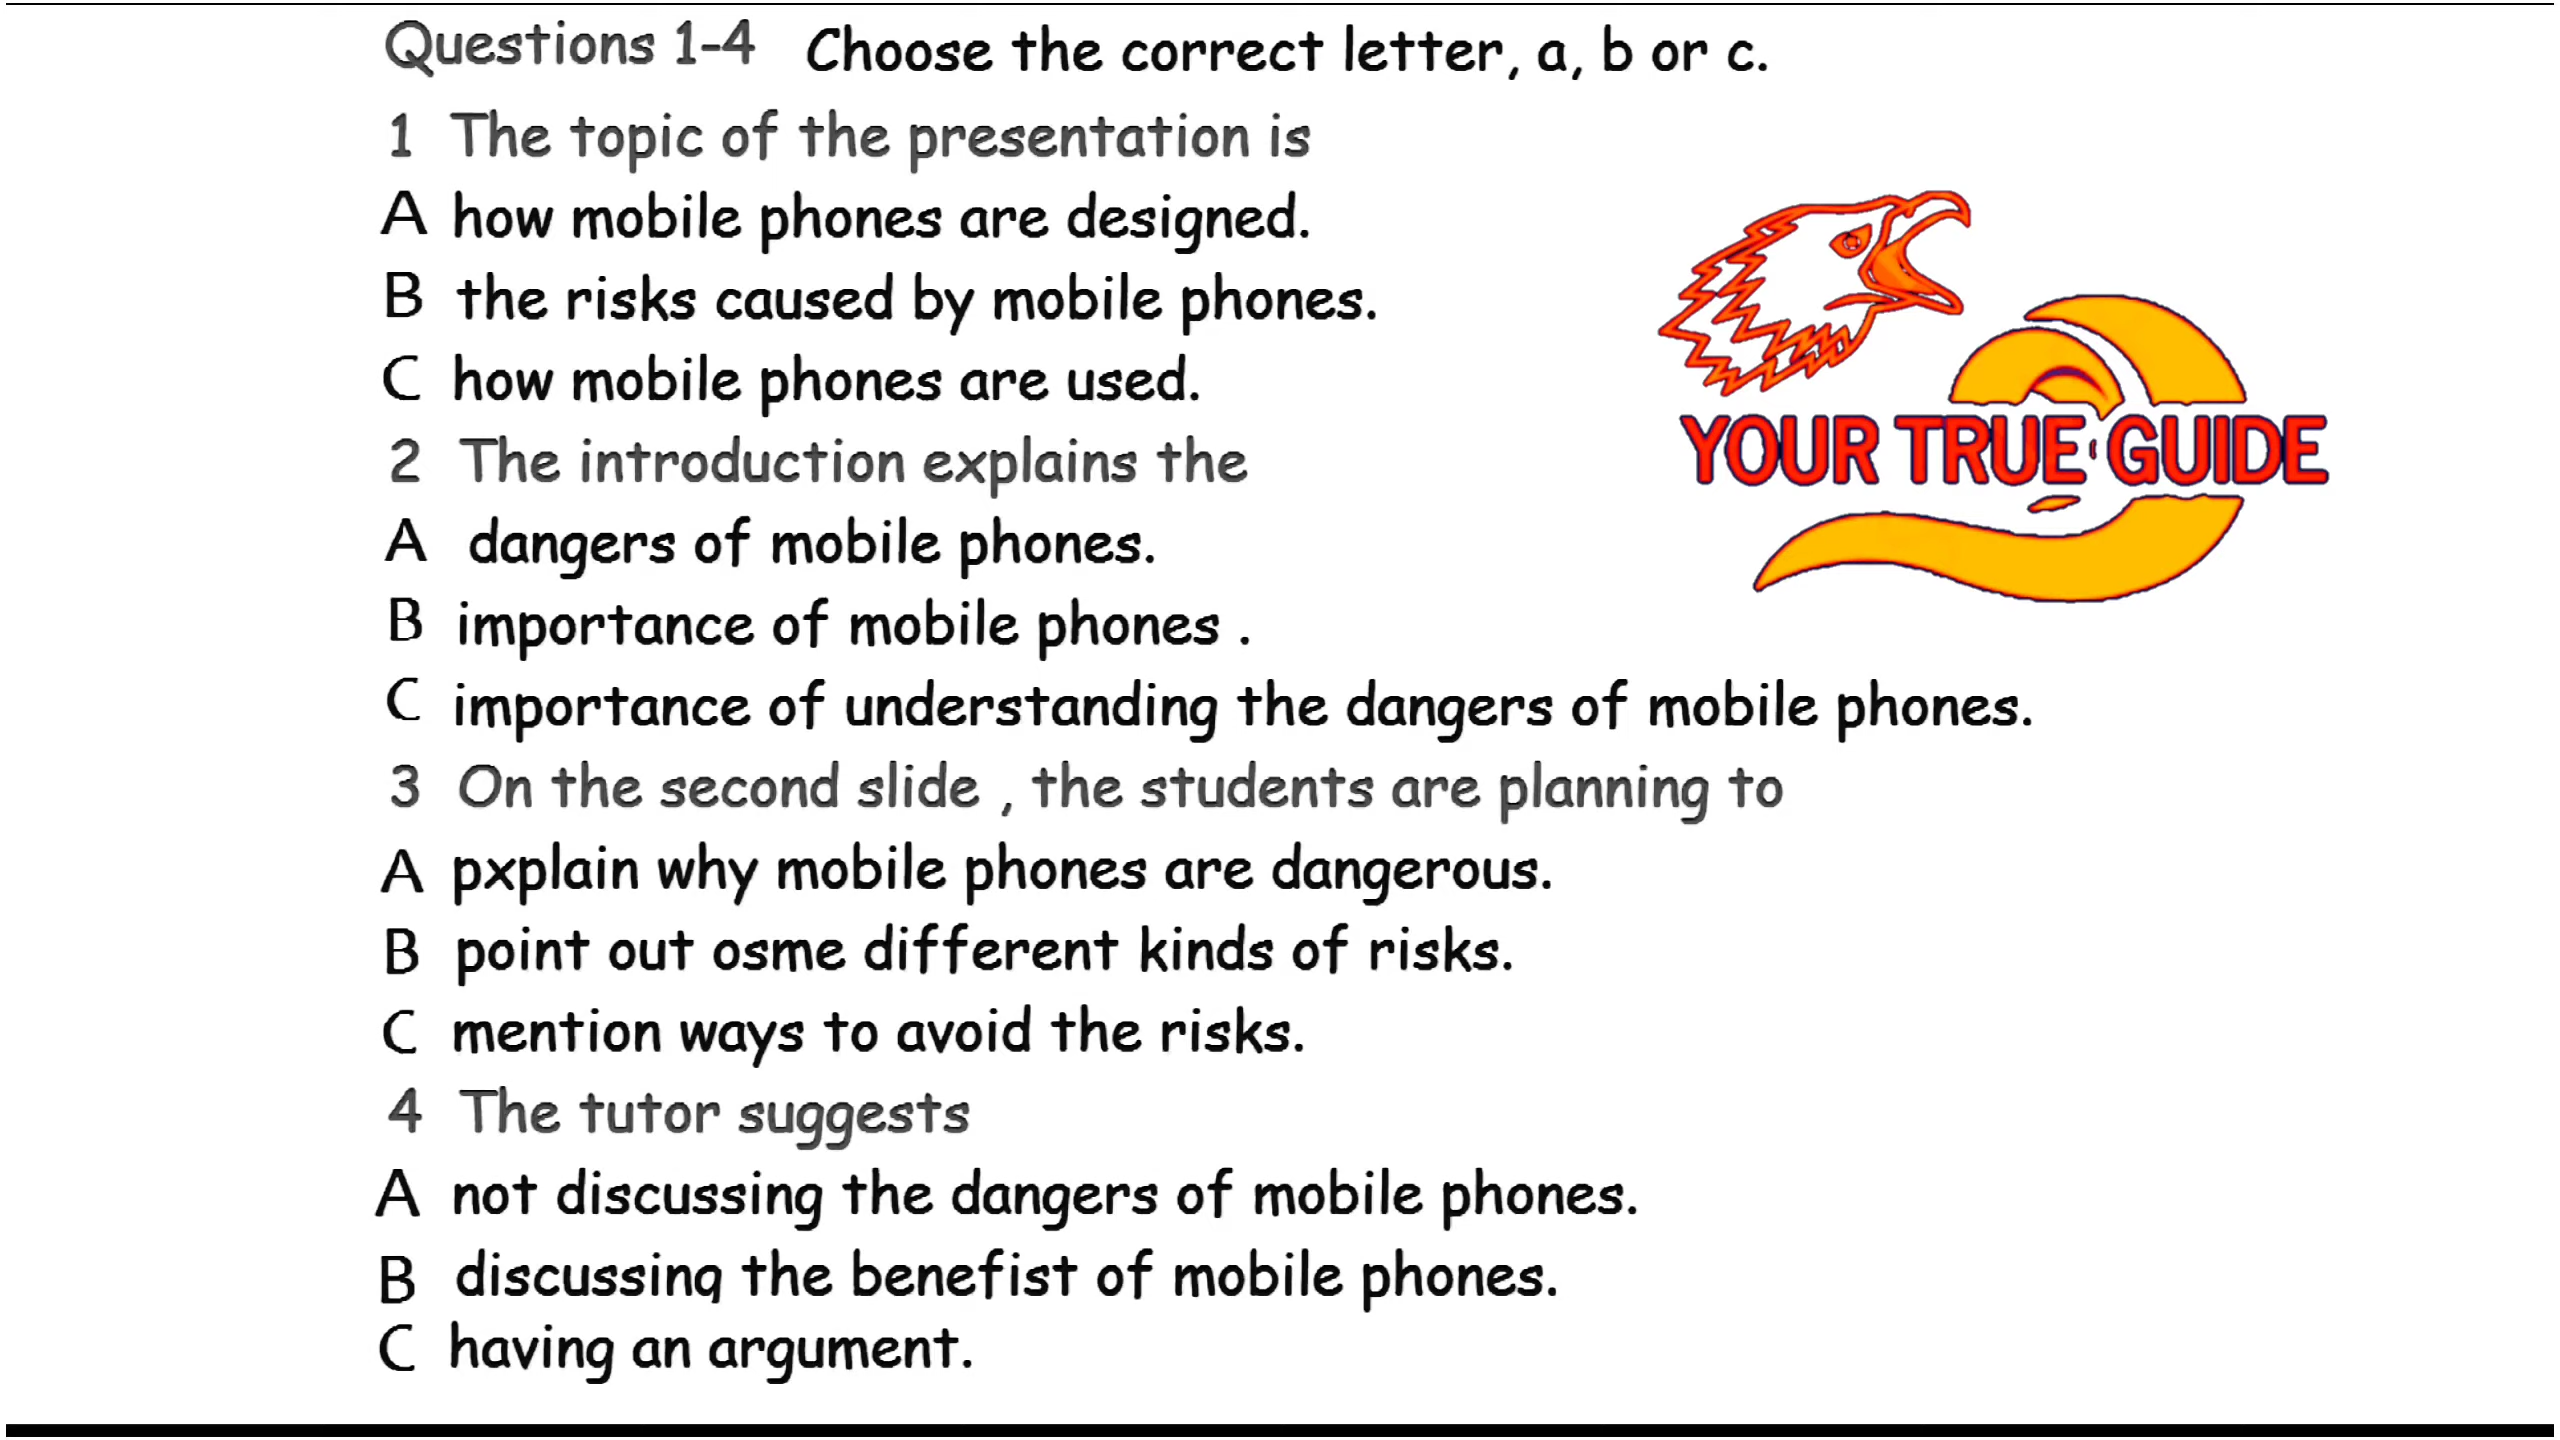 Questions 1-4 Choose the correct letter, a, b or c.
1 The topic of the presentation is
A how mobile phones are designed.
B the risks caused by mobile phones.
C how mobile phones are used.
2 The introduction explains the
A dangers of mobile phones.
B importance of mobile phones .
C importance of understanding the dangers of mobile phones.
3 On the second slide , the students are planning to
A pxplain why mobile phones are dangerous.
B point out osme different kinds of risks.
C mention ways to avoid the risks.
4 The tutor suggests
A not discussing the dangers of mobile phones.
B discussing the benefist of mobile phones.
C having an argument.
YOUR TRUE GUIDE